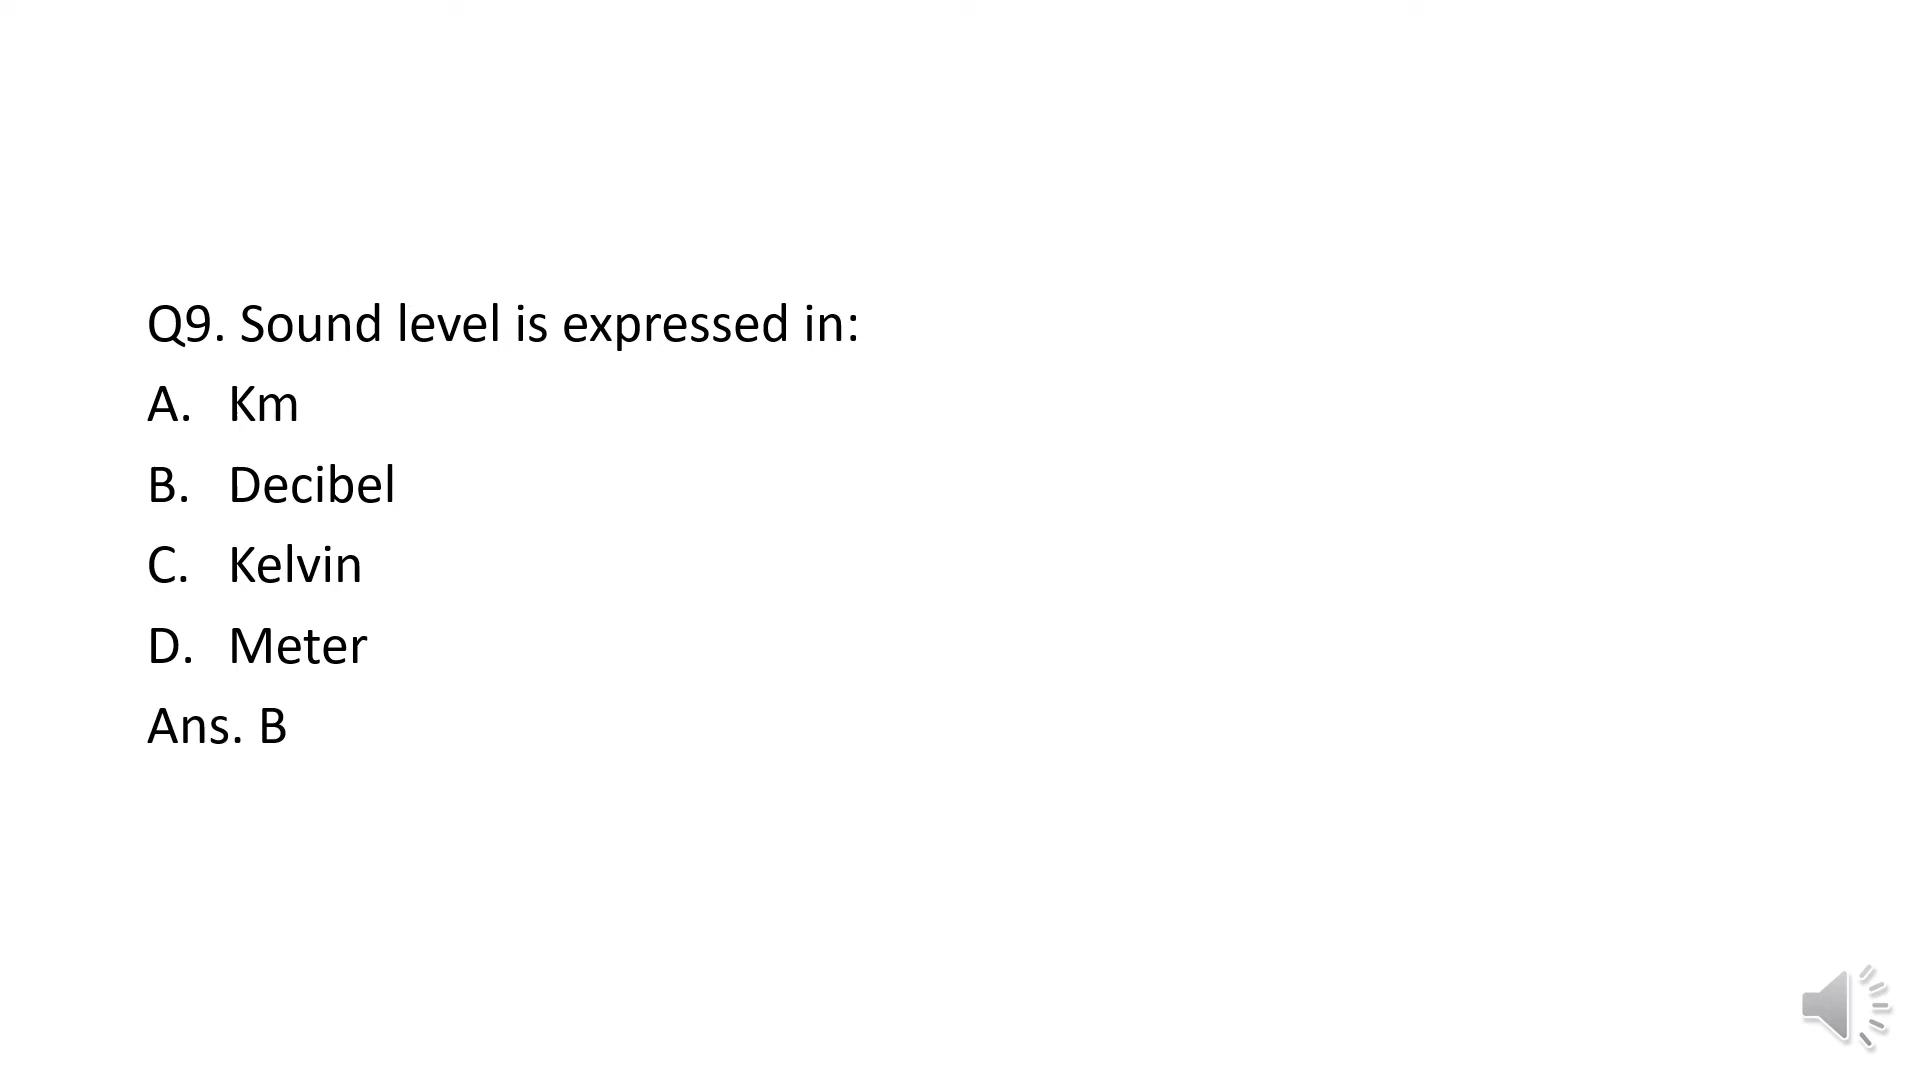 Q9. Sound level is expressed in:
A. Km
B. Decibel
C. Kelvin
D. Meter
Ans. B